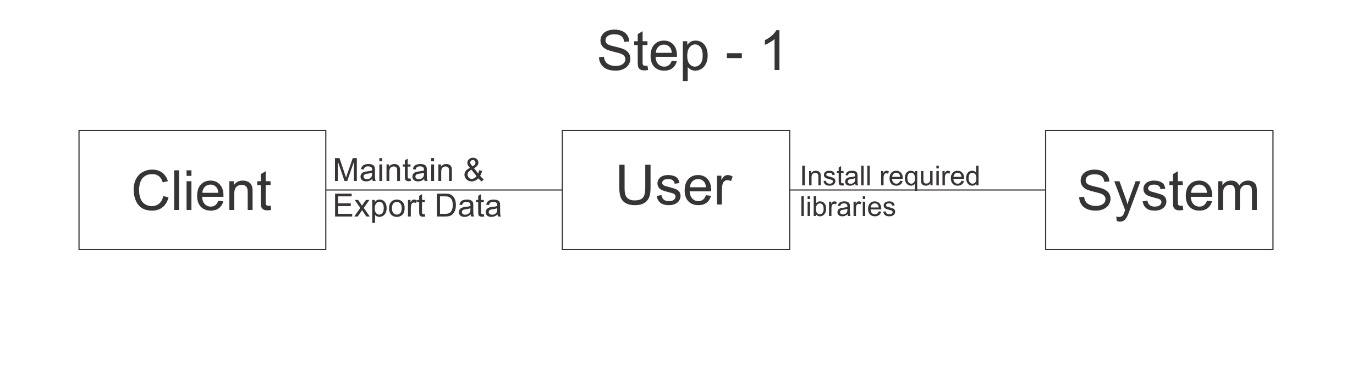 Step - 1
Client
Maintain &
Export Data
User
Install required
libraries
System